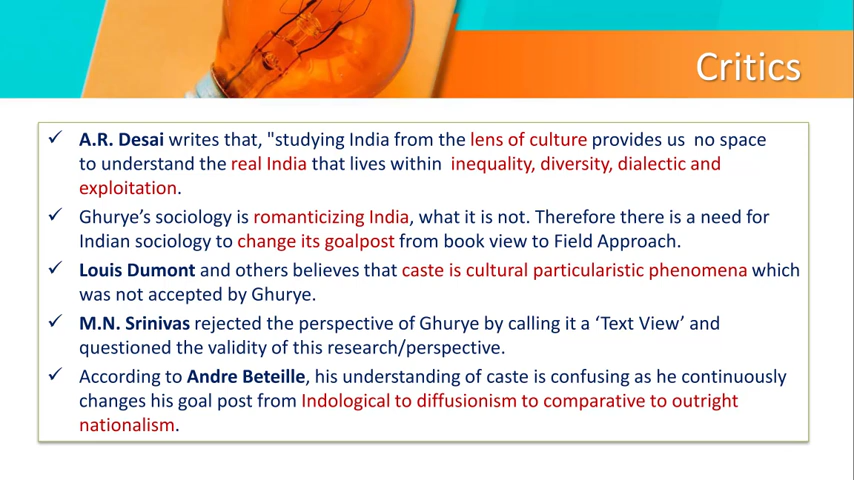 Critics
✓ A.R. Desai writes that, "studying India from the lens of culture provides us no space
to understand the real India that lives within inequality, diversity, dialectic and
exploitation.
✓ Ghurye’s sociology is romanticizing India, what it is not. Therefore there is a need for
Indian sociology to change its goalpost from book view to Field Approach.
✓ Louis Dumont and others believes that caste is cultural particularistic phenomena which
was not accepted by Ghurye.
✓ M.N. Srinivas rejected the perspective of Ghurye by calling it a ‘Text View’ and
questioned the validity of this research/perspective.
✓ According to Andre Beteille, his understanding of caste is confusing as he continuously
changes his goal post from Indological to diffusionism to comparative to outright
nationalism.